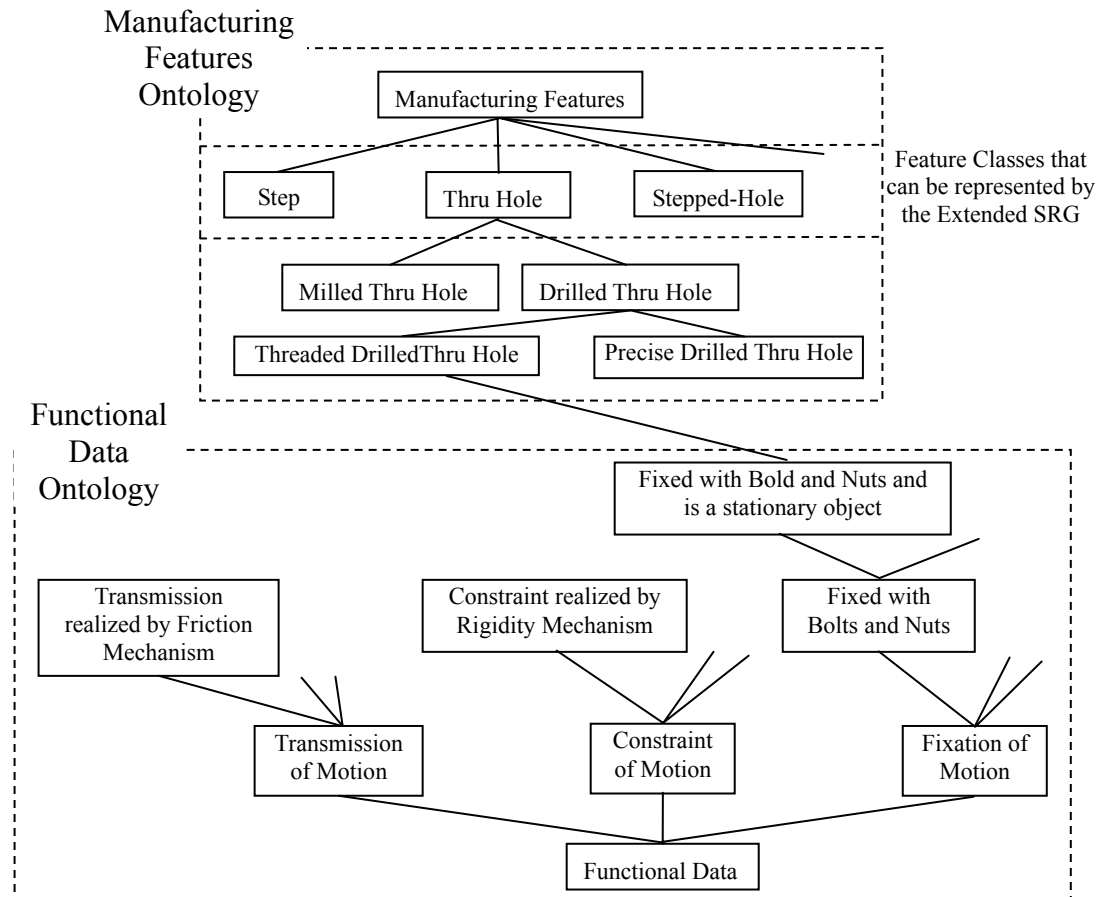 Manufacturing
Features
Ontology
Manufacturing Features
Feature Classes that
can be represented by
the Extended SRG
Step
Thru Hole
Stepped-Hole
Milled Thru Hole
Drilled Thru Hole
Threaded DrilledThru Hole
Precise Drilled Thru Hole
Functional
Data
Ontology
Fixed with Bold and Nuts and
is a stationary object
Transmission
realized by Friction
Mechanism
Constraint realized by
Rigidity Mechanism
Fixed with
Bolts and Nuts
Transmission
of Motion
Constraint
of Motion
Fixation of
Motion
Functional Data